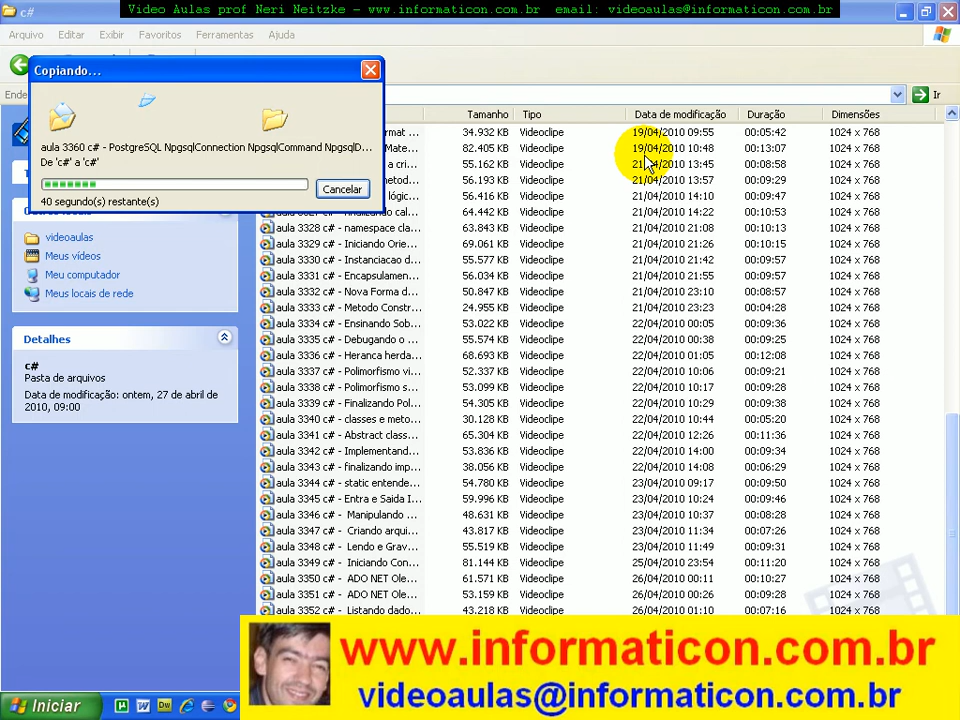 c#
Video Aulas prof Neri Neitzke – www.informaticon.com.br email: videoaulas@informaticon.com.br
Arquivo Editar Exibir Favoritos Ferramentas Ajuda
Copiando...
aula 3360 c# - PostgreSQL NpgsqlConnection NpgsqlCommand NpgsqlD...
De 'c#' a 'c#'
Cancelar
40 segundo(s) restante(s)
Ende
Ir
videoaulas
Meus vídeos
Meu computador
Meus locais de rede
Detalhes
c#
Pasta de arquivos
Data de modificação: ontem, 27 de abril de
2010, 09:00
Tamanho Tipo Data de modificação Duração Dimensões
rmat ... 34.932 KB Videoclipe 19/04/2010 09:55 00:05:42 1024 x 768
Mate... 82.405 KB Videoclipe 19/04/2010 10:48 00:13:07 1024 x 768
a cri... 55.162 KB Videoclipe 21/04/2010 13:45 00:08:58 1024 x 768
metod... 56.193 KB Videoclipe 21/04/2010 13:57 00:09:29 1024 x 768
lógic... 56.416 KB Videoclipe 21/04/2010 14:10 00:09:47 1024 x 768
cal... 64.442 KB Videoclipe 21/04/2010 14:22 00:10:53 1024 x 768
aula 3328 c# - namespace clas... 63.843 KB Videoclipe 21/04/2010 21:08 00:10:47 1024 x 768
aula 3329 c# - Iniciando Orie... 69.061 KB Videoclipe 21/04/2010 21:26 00:10:15 1024 x 768
aula 3330 c# - Instanciacao d... 55.577 KB Videoclipe 21/04/2010 21:42 00:09:57 1024 x 768
aula 3331 c# - Encapsulamen... 56.034 KB Videoclipe 21/04/2010 21:55 00:09:57 1024 x 768
aula 3332 c# - Nova Forma d... 50.847 KB Videoclipe 21/04/2010 23:10 00:08:57 1024 x 768
aula 3333 c# - Metodo Constr... 24.955 KB Videoclipe 21/04/2010 23:23 00:04:28 1024 x 768
aula 3334 c# - Ensinando Sob... 53.022 KB Videoclipe 22/04/2010 00:05 00:09:36 1024 x 768
aula 3335 c# - Debugando o ... 55.574 KB Videoclipe 22/04/2010 00:38 00:09:25 1024 x 768
aula 3336 c# - Heranca herda... 68.693 KB Videoclipe 22/04/2010 01:05 00:12:08 1024 x 768
aula 3337 c# - Polimorfismo vi... 52.337 KB Videoclipe 22/04/2010 10:06 00:09:21 1024 x 768
aula 3338 c# - Polimorfismo s... 53.099 KB Videoclipe 22/04/2010 10:17 00:09:28 1024 x 768
aula 3339 c# - Finalizando Pol... 54.305 KB Videoclipe 22/04/2010 10:29 00:09:38 1024 x 768
aula 3340 c# - classes e meto... 30.128 KB Videoclipe 22/04/2010 10:44 00:05:20 1024 x 768
aula 3341 c# - Abstract class... 65.304 KB Videoclipe 22/04/2010 12:26 00:11:36 1024 x 768
aula 3342 c# - Implementand... 53.836 KB Videoclipe 22/04/2010 14:00 00:09:34 1024 x 768
aula 3343 c# - finalizando imp... 38.056 KB Videoclipe 22/04/2010 14:08 00:06:29 1024 x 768
aula 3344 c# - static entende... 54.780 KB Videoclipe 23/04/2010 09:17 00:09:50 1024 x 768
aula 3345 c# - Entra e Saida I... 59.996 KB Videoclipe 23/04/2010 10:24 00:09:46 1024 x 768
aula 3346 c# - Manipulando ... 48.631 KB Videoclipe 23/04/2010 10:37 00:08:27 1024 x 768
aula 3347 c# - Criando arqui... 43.817 KB Videoclipe 23/04/2010 11:34 00:07:26 1024 x 768
aula 3348 c# - Lendo e Grav... 55.519 KB Videoclipe 23/04/2010 11:49 00:09:31 1024 x 768
aula 3349 c# - Iniciando Con... 81.144 KB Videoclipe 25/04/2010 23:54 00:11:20 1024 x 768
aula 3350 c# - ADO NET Ole... 61.571 KB Videoclipe 26/04/2010 00:11 00:10:27 1024 x 768
aula 3351 c# - ADO NET Ole... 53.159 KB Videoclipe 26/04/2010 00:26 00:09:28 1024 x 768
aula 3352 c# - Listando dado... 43.218 KB Videoclipe 26/04/2010 01:10 00:07:16 1024 x 768
www.informaticon.com.br
videoaulas@informaticon.com.br
Iniciar